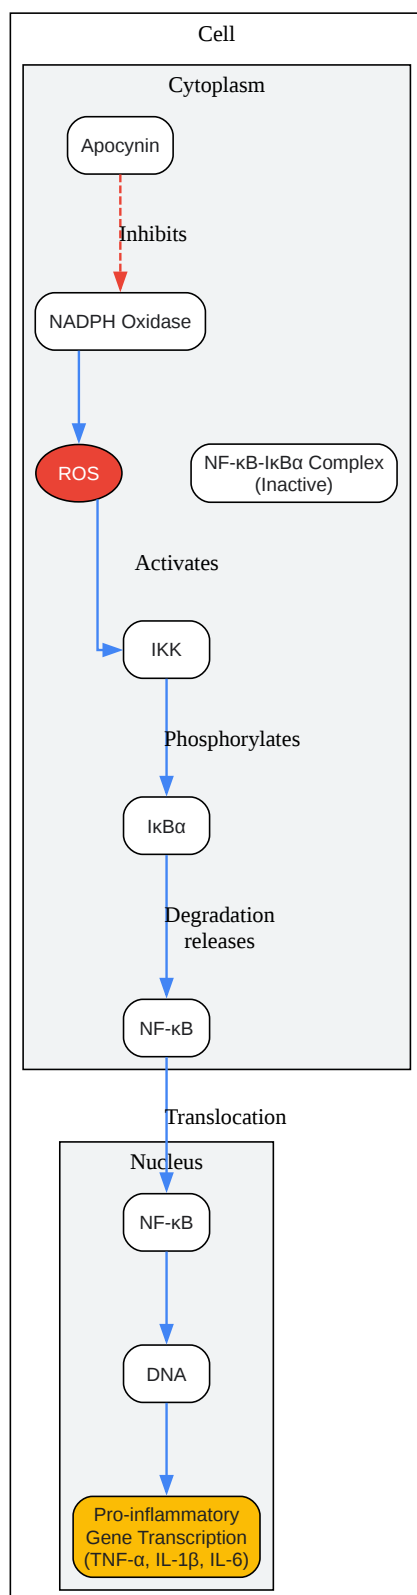 Cell
Cytoplasm
Apocynin
Inhibits
NADPH Oxidase
ROS
NF-κB-IκBα Complex
(Inactive)
Activates
IKK
Phosphorylates
IκBα
Degradation
releases
NF-κB
Translocation
Nucleus
NF-κB
DNA
Pro-inflammatory
Gene Transcription
(TNF-α, IL-1β, IL-6)